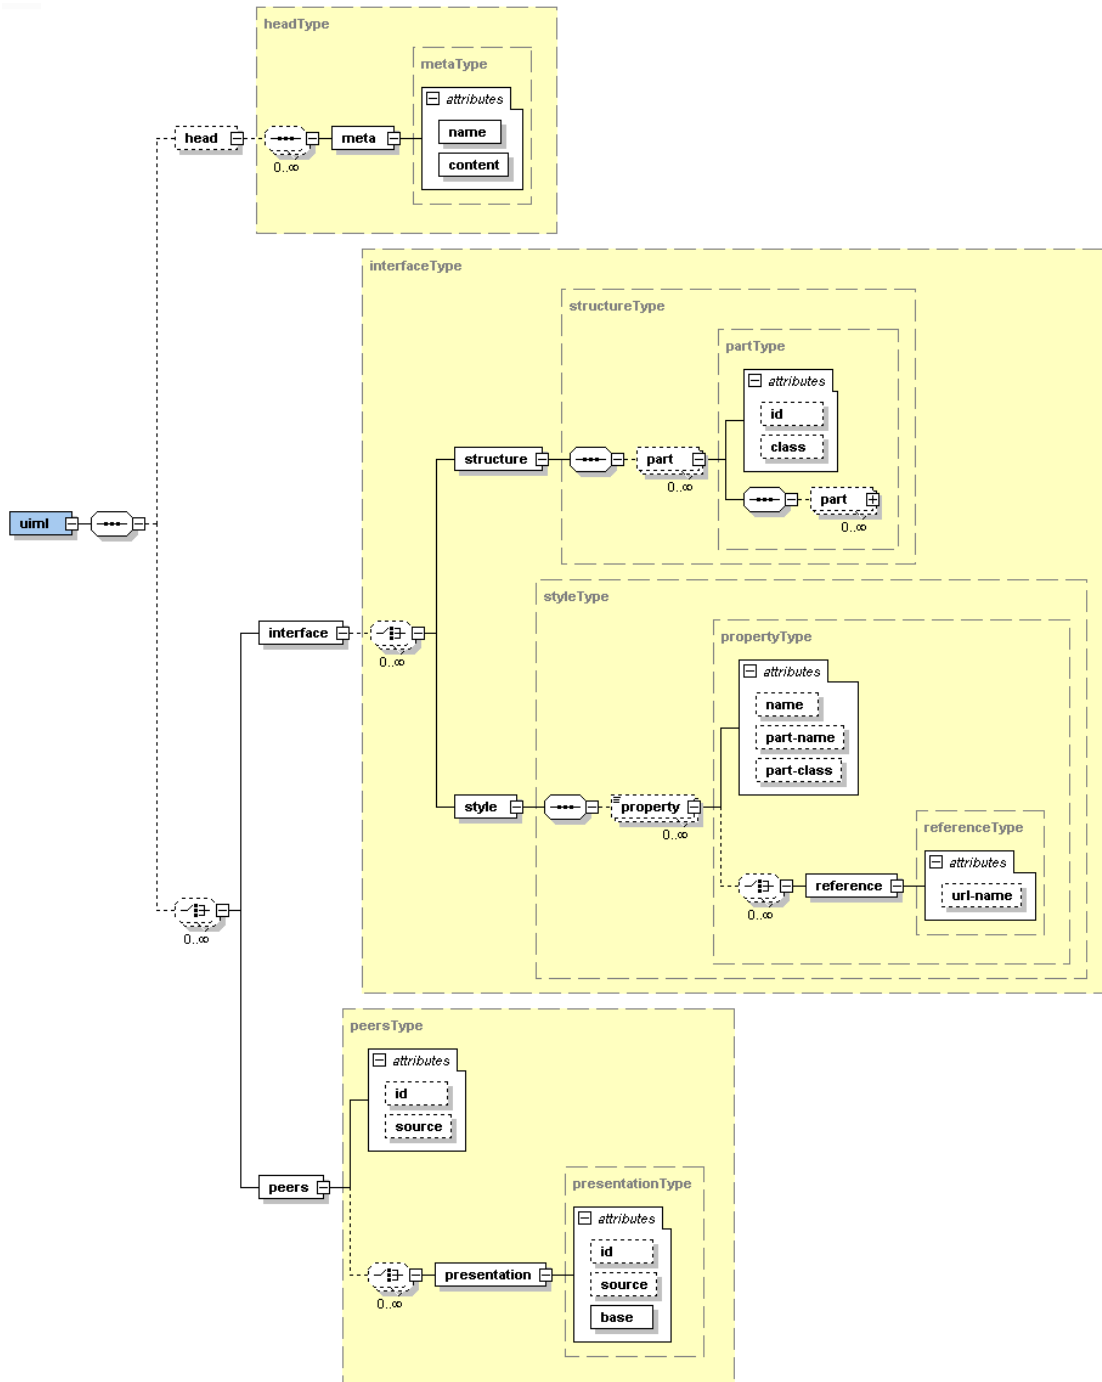 headType
metaType
attributes
name
content
head
meta
0..∞
interfaceType
structureType
partType
attributes
id
class
structure
part
0..∞
part
0..∞
uiml
styleType
propertyType
attributes
name
part-name
part-class
interface
0..∞
style
property
0..∞
referenceType
attributes
url-name
reference
0..∞
0..∞
peersType
attributes
id
source
peers
presentationType
attributes
id
source
base
presentation
0..∞